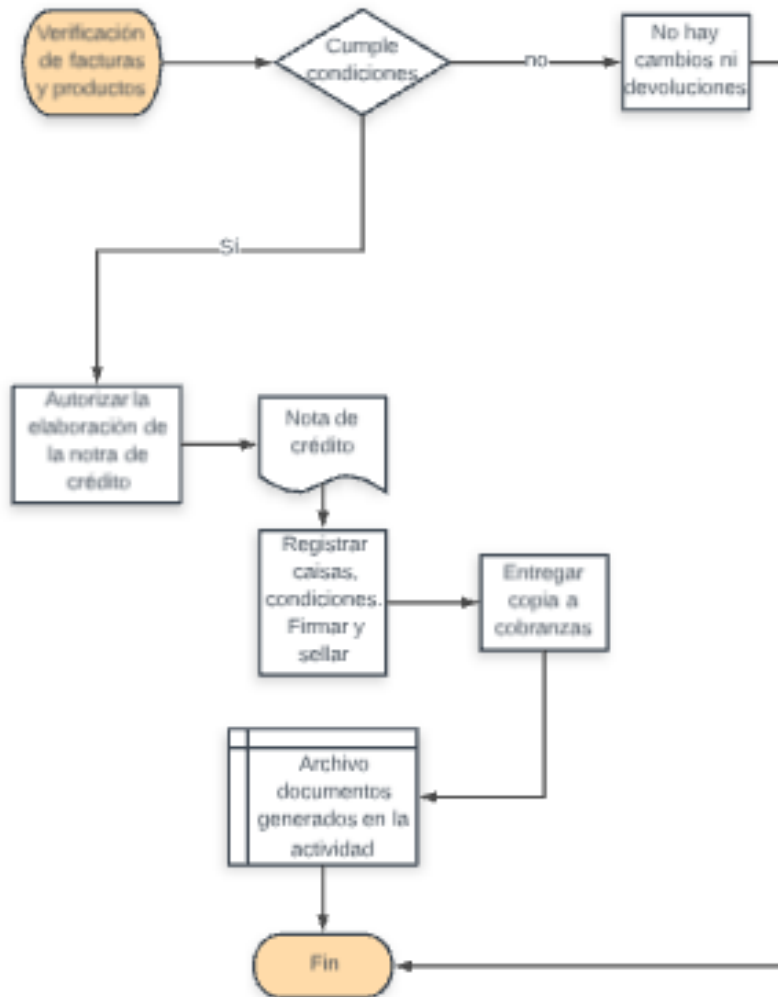 Verificación
de facturas
y productos
Cumple
condiciones
no
No hay
cambios ni
devoluciones
Si
Autorizar la
elaboración de
la notra de
crédito
Nota de
crédito
Registrar
caisas,
condiciones.
Firmar y
sellar
Entregar
copia a
cobranzas
Archivo
documentos
generados en la
actividad
Fin